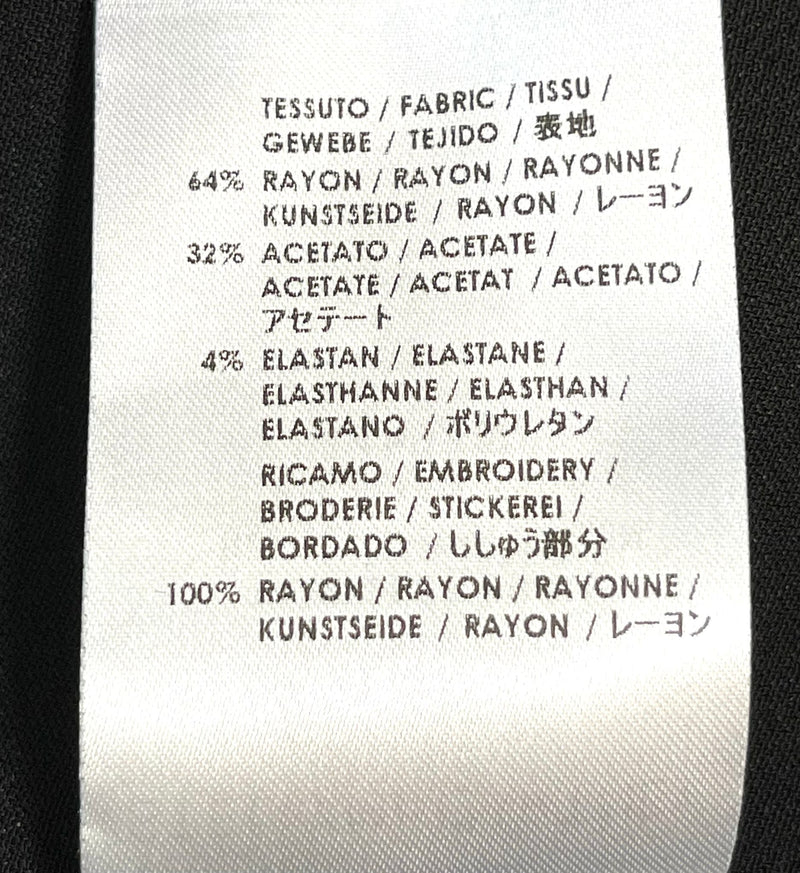 TESSUTO / FABRIC / TISSU /
GEWEBE / TEJIDO / 表地
64% RAYON / RAYON / RAYONNE /
KUNSTSEIDE / RAYON / レーヨン
32% ACETATO / ACETATE /
ACETATE / ACETAT / ACETATO /
アセテート
4% ELASTAN / ELASTANE /
ELASTHANNE / ELASTHAN /
ELASTANO / ポリウレタン
RICAMO / EMBROIDERY /
BRODERIE / STICKEREI /
BORDADO / ししゅう部分
100% RAYON / RAYON / RAYONNE /
KUNSTSEIDE / RAYON / レーヨン